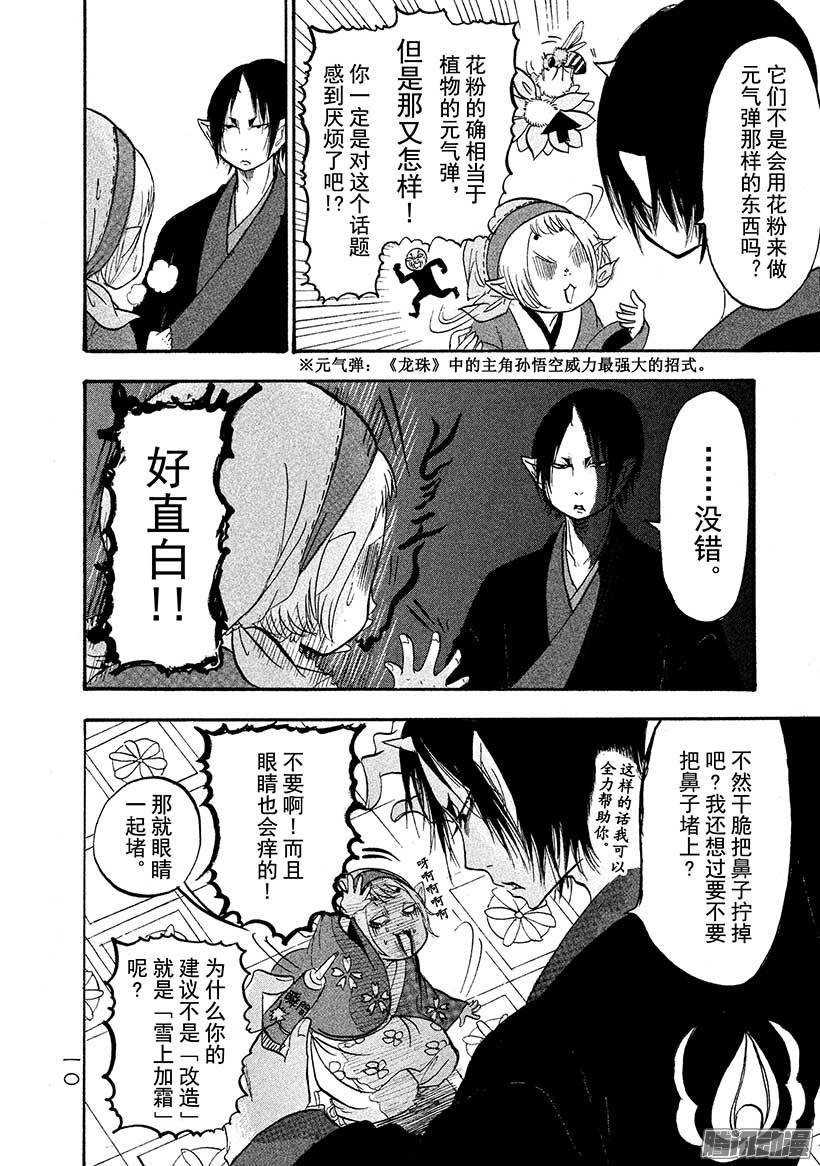 它们不是会用花粉来做
元气弹那样的东西吗？
花粉的确相当于
植物的元气弹，
但是那又怎样！
你一定是对这个话题
感到厌烦了吧！？
※元气弹：《龙珠》中的主角孙悟空威力最强大的招式。
……没错。
ヒョエー
好直白！！
不然干脆把鼻子拧掉
吧？我还想过要不要
把鼻子堵上？
这样的话我可以
全力帮助你。
不要啊！而且
眼睛也会痒的！
呀啊啊啊啊
那就眼睛
一起堵。
为什么你的
建议不是「改造」
就是「雪上加霜」
呢？
一〇
腾讯动漫